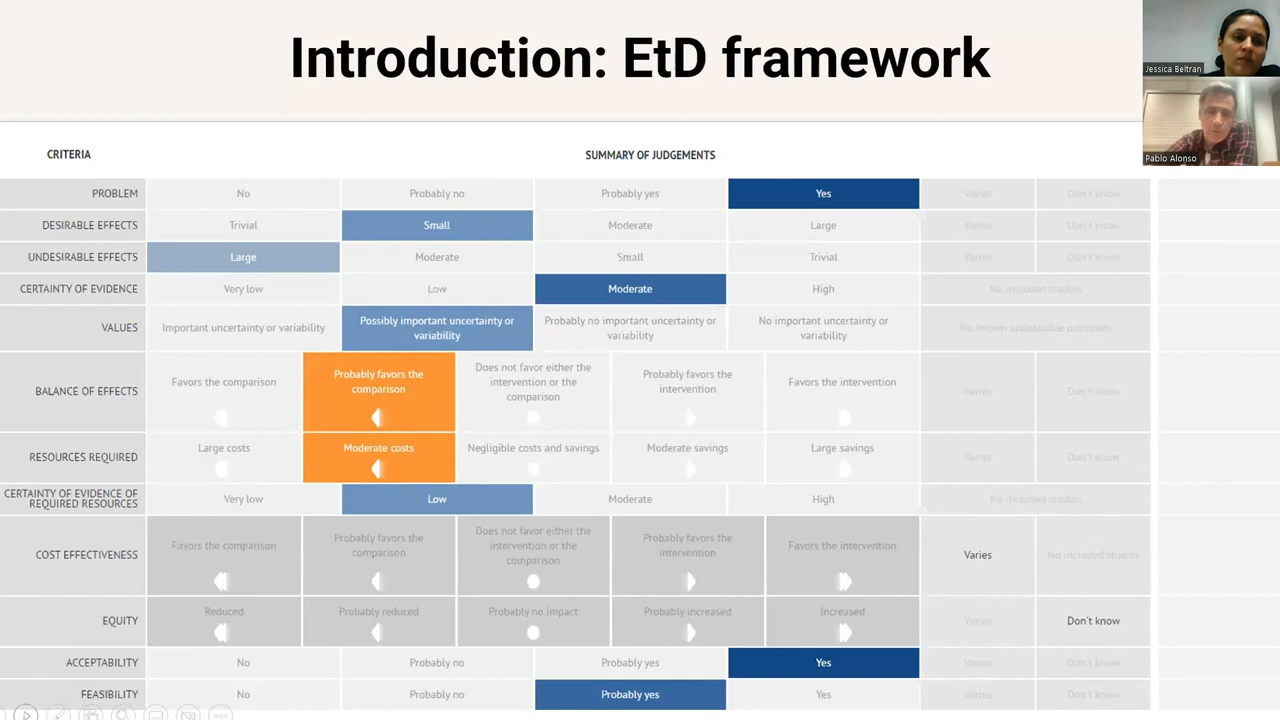 Introduction: EtD framework
Jessica Beltran
Pablo Alonso
CRITERIA
SUMMARY OF JUDGEMENTS
PROBLEM No Probably no Probably yes Yes Varies Don't know
DESIRABLE EFFECTS Trivial Small Moderate Large Varies Don't know
UNDESIRABLE EFFECTS Large Moderate Small Trivial Varies Don't know
CERTAINTY OF EVIDENCE Very low Low Moderate High No included studies
VALUES
Important uncertainty or variability
Possibly important uncertainty or
variability
Probably no important uncertainty or
variability
No important uncertainty or
variability
No known undesirable outcomes
BALANCE OF EFFECTS
Favors the comparison
Probably favors the
comparison
Does not favor either the
intervention or the
comparison
Probably favors the
intervention
Favors the intervention
Varies
Don't know
RESOURCES REQUIRED Large costs Moderate costs Negligible costs and savings Moderate savings Large savings Varies Don't know
CERTAINTY OF EVIDENCE OF
REQUIRED RESOURCES
Very low Low Moderate High No included studies
COST EFFECTIVENESS
Favors the comparison
Probably favors the
comparison
Does not favor either the
intervention or the
comparison
Probably favors the
intervention
Favors the intervention
Varies
No included studies
EQUITY Reduced Probably reduced Probably no impact Probably increased Increased Varies Don't know
ACCEPTABILITY No Probably no Probably yes Yes Varies Don't know
FEASIBILITY No Probably no Probably yes Yes Varies Don't know